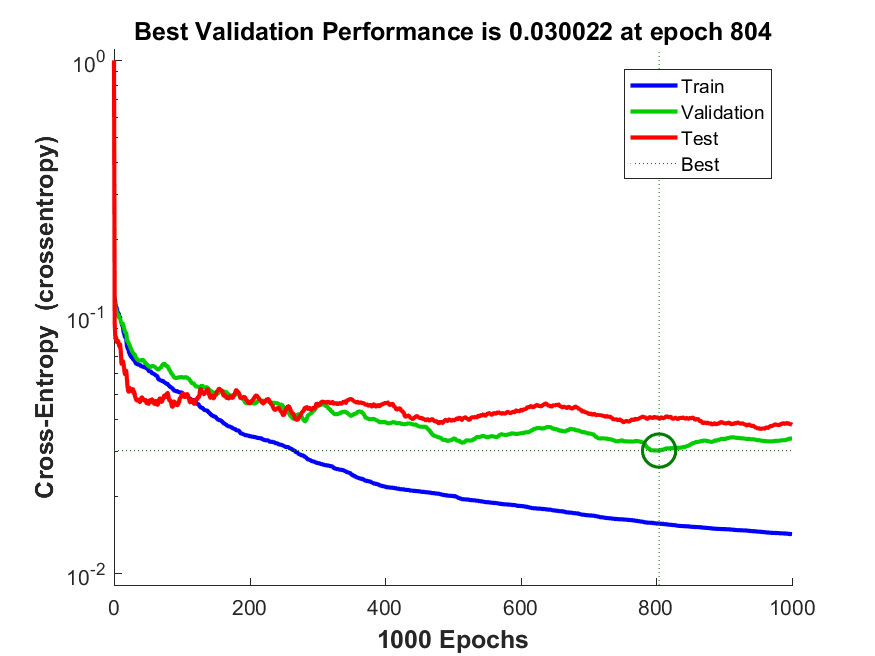 Best Validation Performance is 0.030022 at epoch 804
Cross-Entropy (crossentropy)
10^0
10^-1
10^-2
Train
Validation
Test
Best
0 200 400 600 800 1000
1000 Epochs